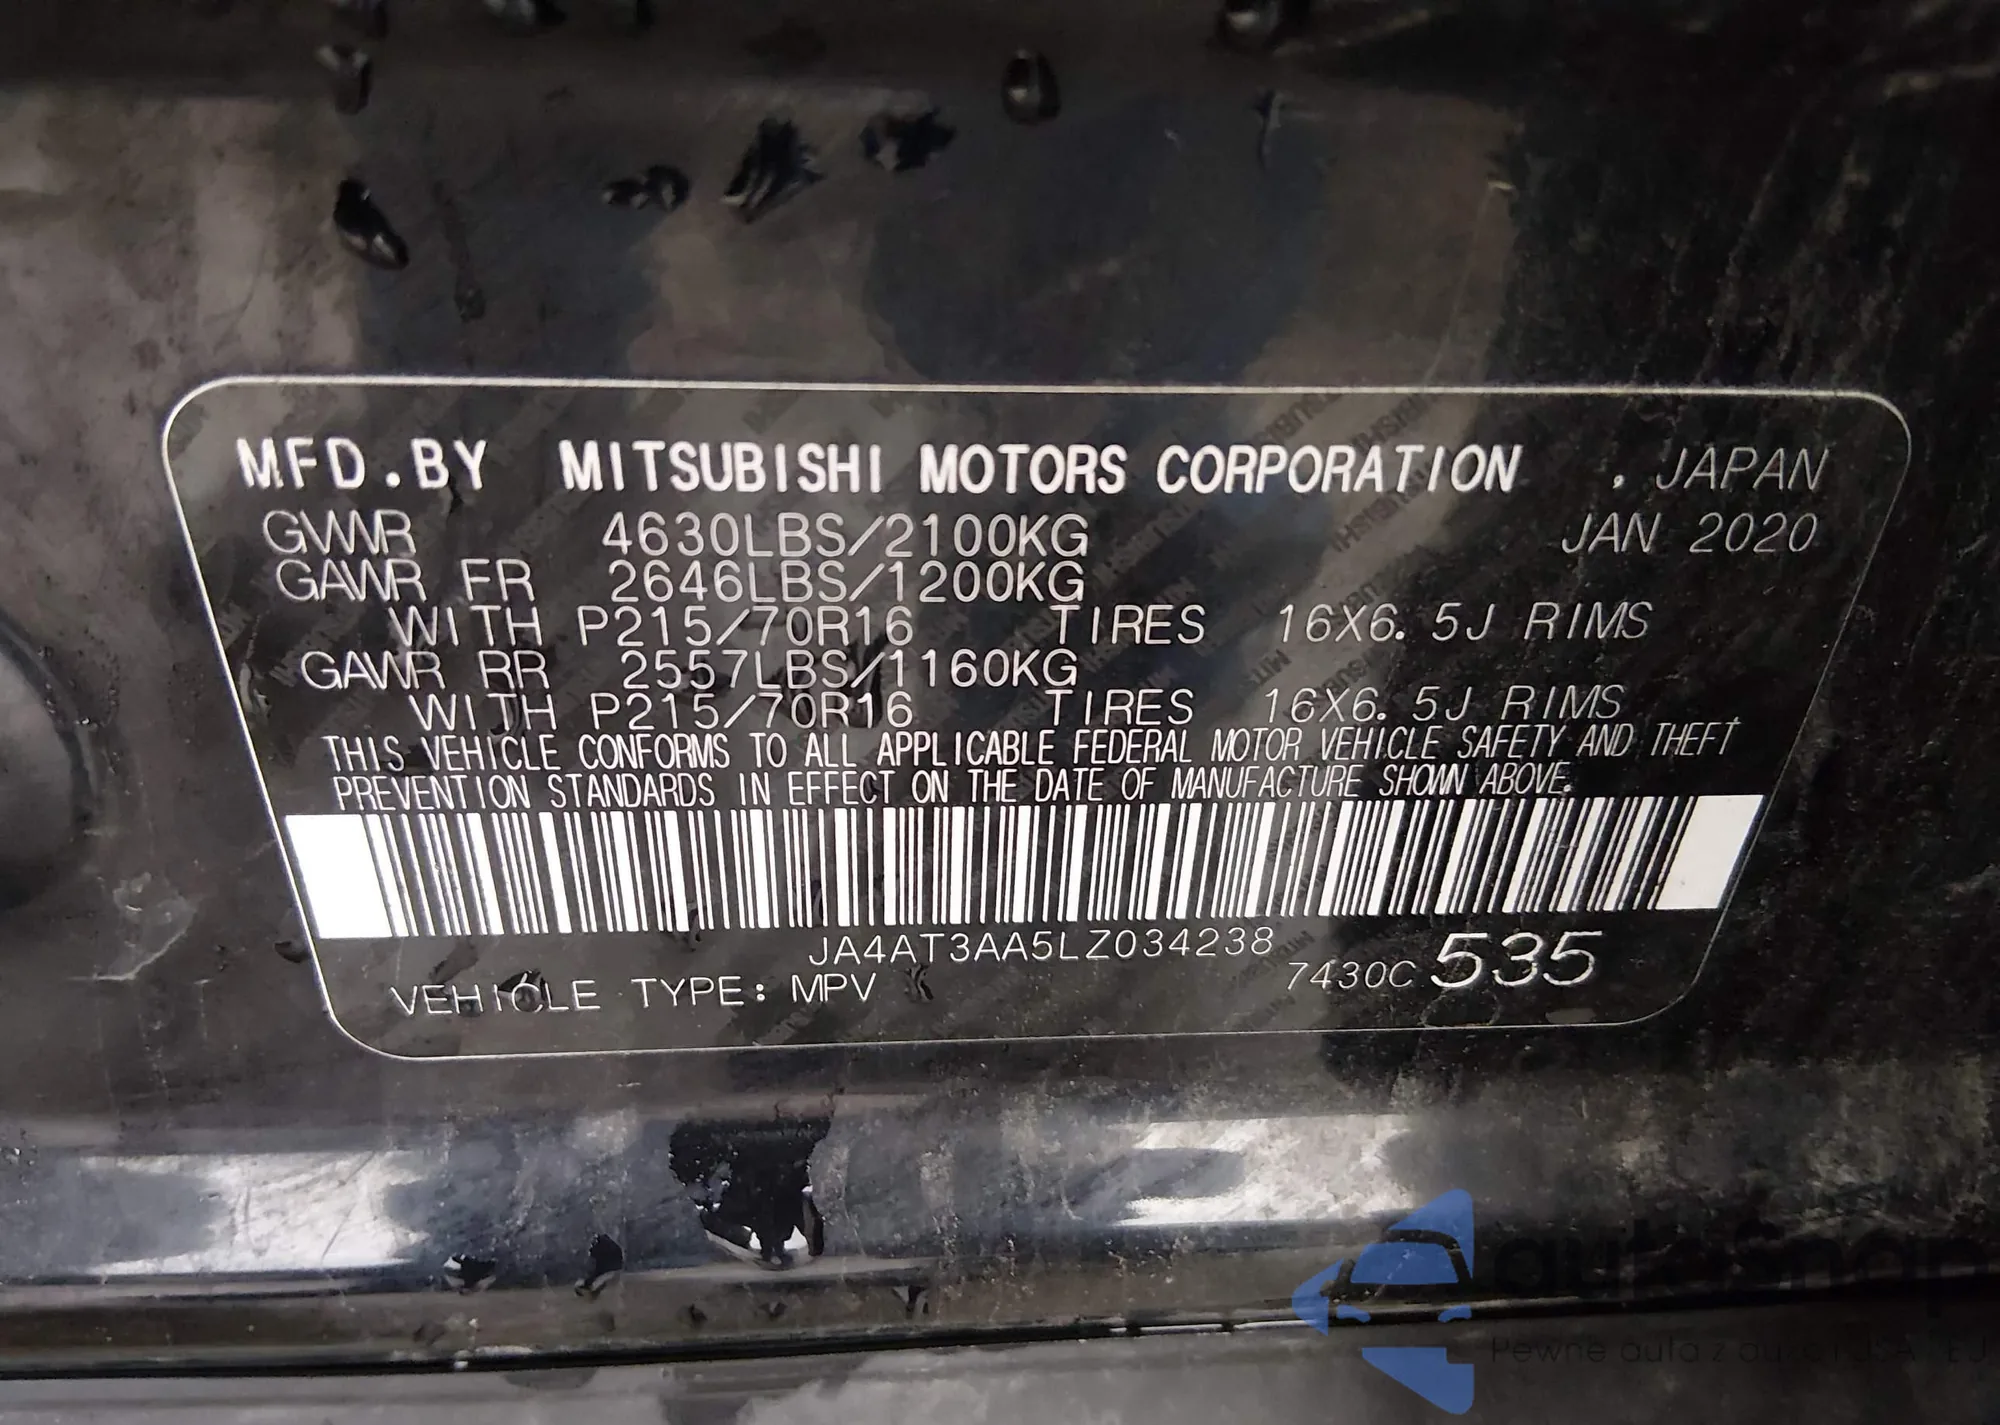 MFD.BY MITSUBISHI MOTORS CORPORATION . JAPAN
GVWR 4630LBS/2100KG JAN 2020
GAWR FR 2646LBS/1200KG
WITH P215/70R16 TIRES 16X6.5J RIMS
GAWR RR 2557LBS/1160KG
WITH P215/70R16 TIRES 16X6.5J RIMS
THIS VEHICLE CONFORMS TO ALL APPLICABLE FEDERAL MOTOR VEHICLE SAFETY AND THEFT
PREVENTION STANDARDS IN EFFECT ON THE DATE OF MANUFACTURE SHOWN ABOVE.
JA4AT3AA5LZ034238
VEHICLE TYPE: MPV 7430C 535
Pewne auta z